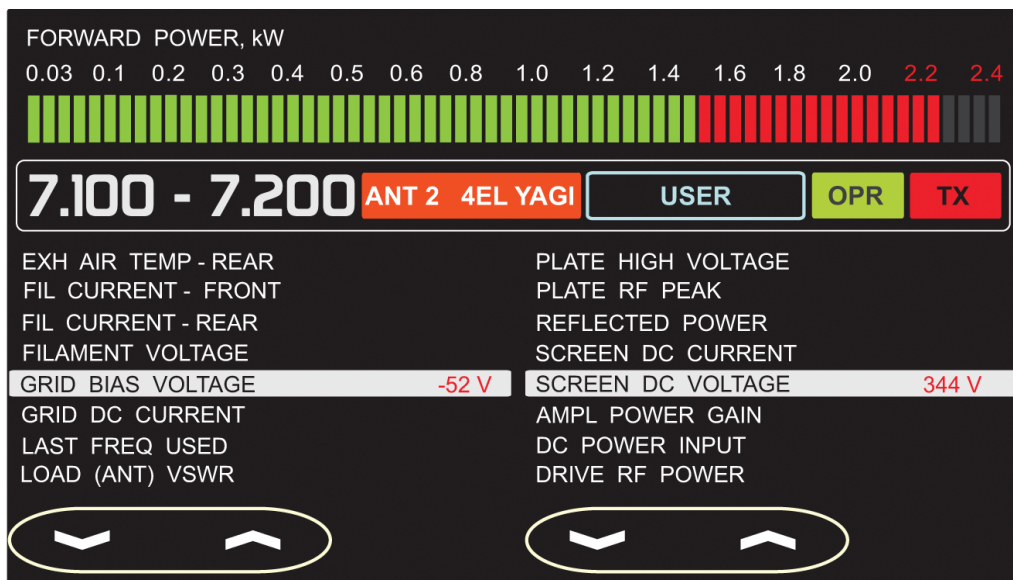 FORWARD POWER, kW
0.03 0.1 0.2 0.3 0.4 0.5 0.6 0.8 1.0 1.2 1.4 1.6 1.8 2.0 2.2 2.4
7.100 - 7.200 ANT 2 4EL YAGI USER OPR TX
EXH AIR TEMP - REAR
FIL CURRENT - FRONT
FIL CURRENT - REAR
FILAMENT VOLTAGE
GRID BIAS VOLTAGE -52 V
GRID DC CURRENT
LAST FREQ USED
LOAD (ANT) VSWR
PLATE HIGH VOLTAGE
PLATE RF PEAK
REFLECTED POWER
SCREEN DC CURRENT
SCREEN DC VOLTAGE 344 V
AMPL POWER GAIN
DC POWER INPUT
DRIVE RF POWER